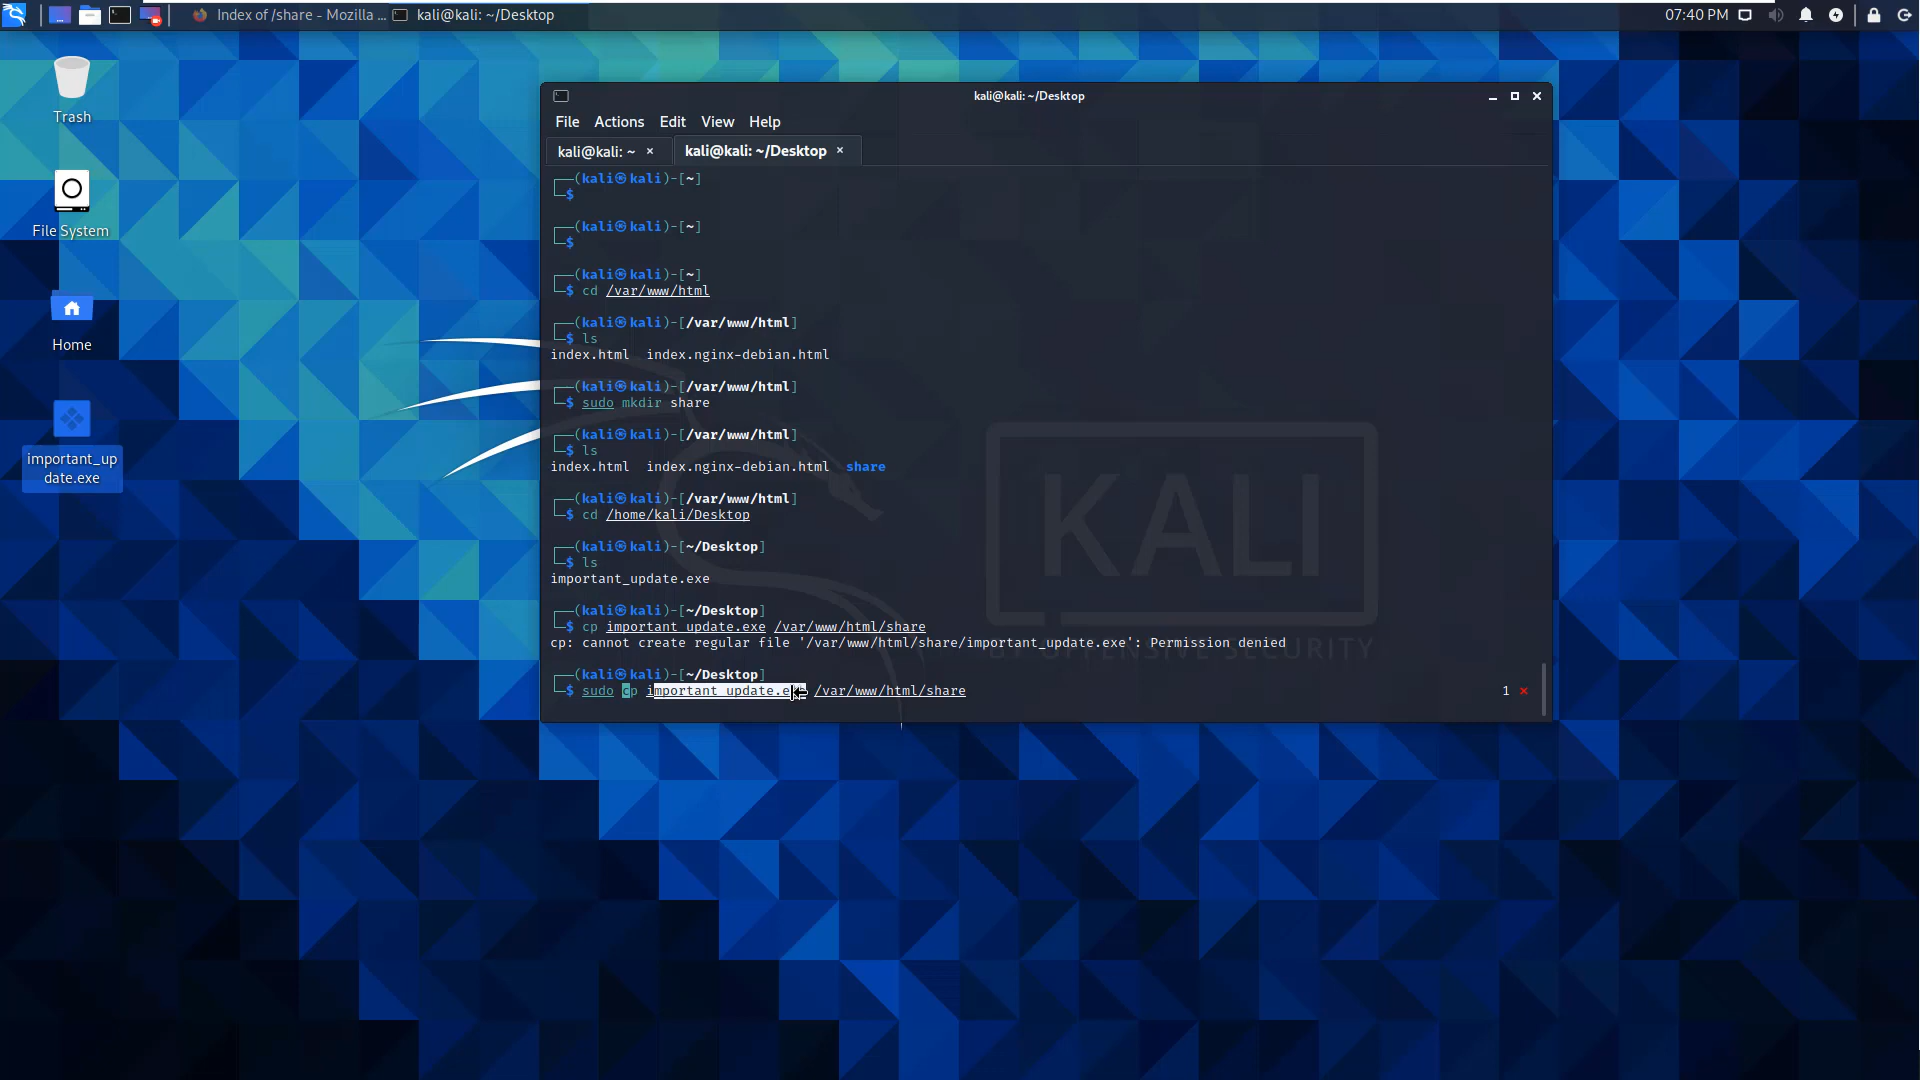 Index of /share - Mozilla ...
kali@kali: ~/Desktop
07:40 PM
Trash
File System
Home
important_up
date.exe
kali@kali: ~/Desktop
File Actions Edit View Help
kali@kali: ~ ×
kali@kali: ~/Desktop ×
┌──(kali㉿kali)-[~]
└─$
┌──(kali㉿kali)-[~]
└─$
┌──(kali㉿kali)-[~]
└─$ cd /var/www/html
┌──(kali㉿kali)-[/var/www/html]
└─$ ls
index.html index.nginx-debian.html
┌──(kali㉿kali)-[/var/www/html]
└─$ sudo mkdir share
┌──(kali㉿kali)-[/var/www/html]
└─$ ls
index.html index.nginx-debian.html share
┌──(kali㉿kali)-[/var/www/html]
└─$ cd /home/kali/Desktop
┌──(kali㉿kali)-[~/Desktop]
└─$ ls
important_update.exe
┌──(kali㉿kali)-[~/Desktop]
└─$ cp important_update.exe /var/www/html/share
cp: cannot create regular file '/var/www/html/share/important_update.exe': Permission denied
┌──(kali㉿kali)-[~/Desktop]
└─$ sudo cp important_update.exe /var/www/html/share 1 ×
KALI
BY OFFENSIVE SECURITY